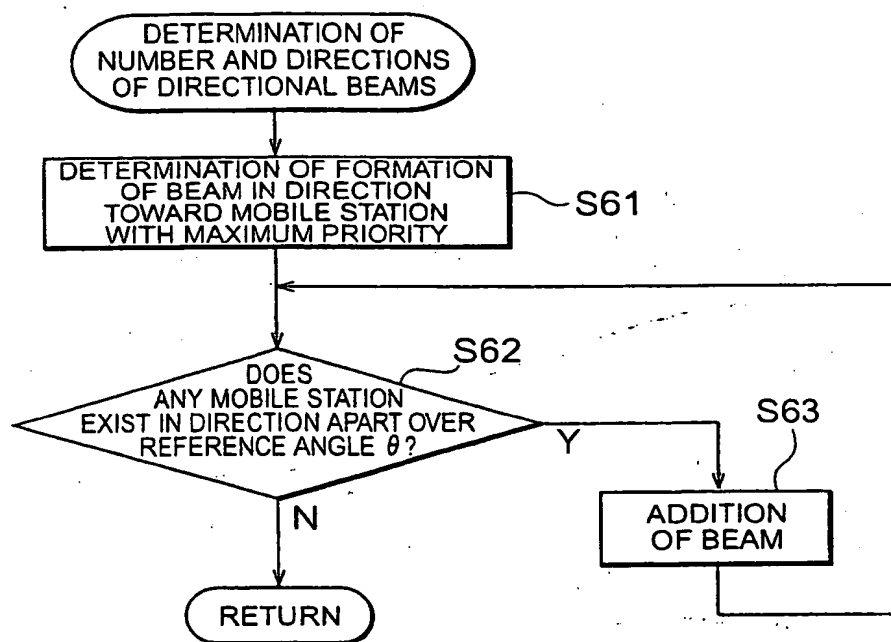 DETERMINATION OF
NUMBER AND DIRECTIONS
OF DIRECTIONAL BEAMS
DETERMINATION OF FORMATION
OF BEAM IN DIRECTION
TOWARD MOBILE STATION
WITH MAXIMUM PRIORITY
S61
S62
DOES
ANY MOBILE STATION
EXIST IN DIRECTION APART OVER
REFERENCE ANGLE θ?
Y
S63
ADDITION
OF BEAM
N
RETURN